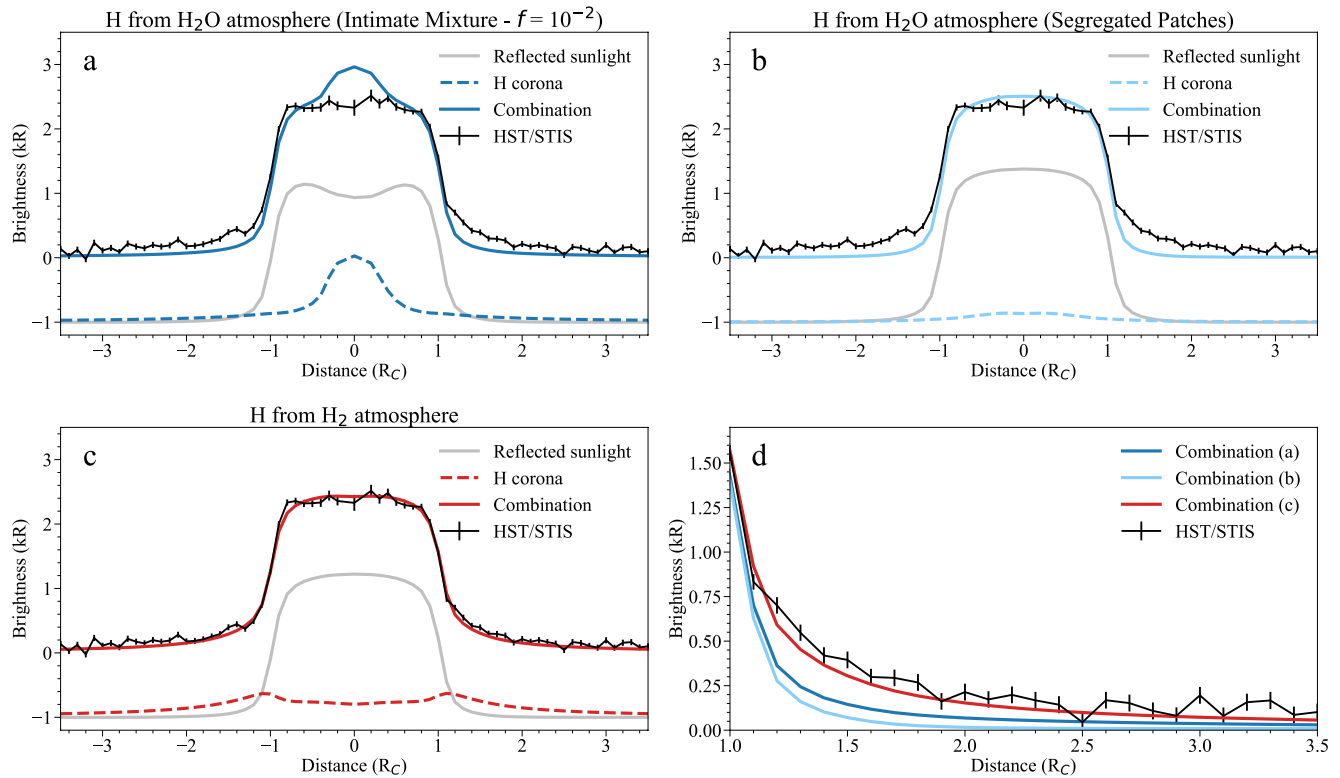 H from H₂O atmosphere (Intimate Mixture - f = 10⁻²)
a
Reflected sunlight
H corona
Combination
HST/STIS
Brightness (kR)
3
2
1
0
−1
−3 −2 −1 0 1 2 3
Distance (R_C)
H from H₂O atmosphere (Segregated Patches)
b
Reflected sunlight
H corona
Combination
HST/STIS
Brightness (kR)
3
2
1
0
−1
−3 −2 −1 0 1 2 3
Distance (R_C)
H from H₂ atmosphere
c
Reflected sunlight
H corona
Combination
HST/STIS
Brightness (kR)
3
2
1
0
−1
−3 −2 −1 0 1 2 3
Distance (R_C)
d
Combination (a)
Combination (b)
Combination (c)
HST/STIS
Brightness (kR)
1.50
1.25
1.00
0.75
0.50
0.25
0.00
1.0 1.5 2.0 2.5 3.0 3.5
Distance (R_C)